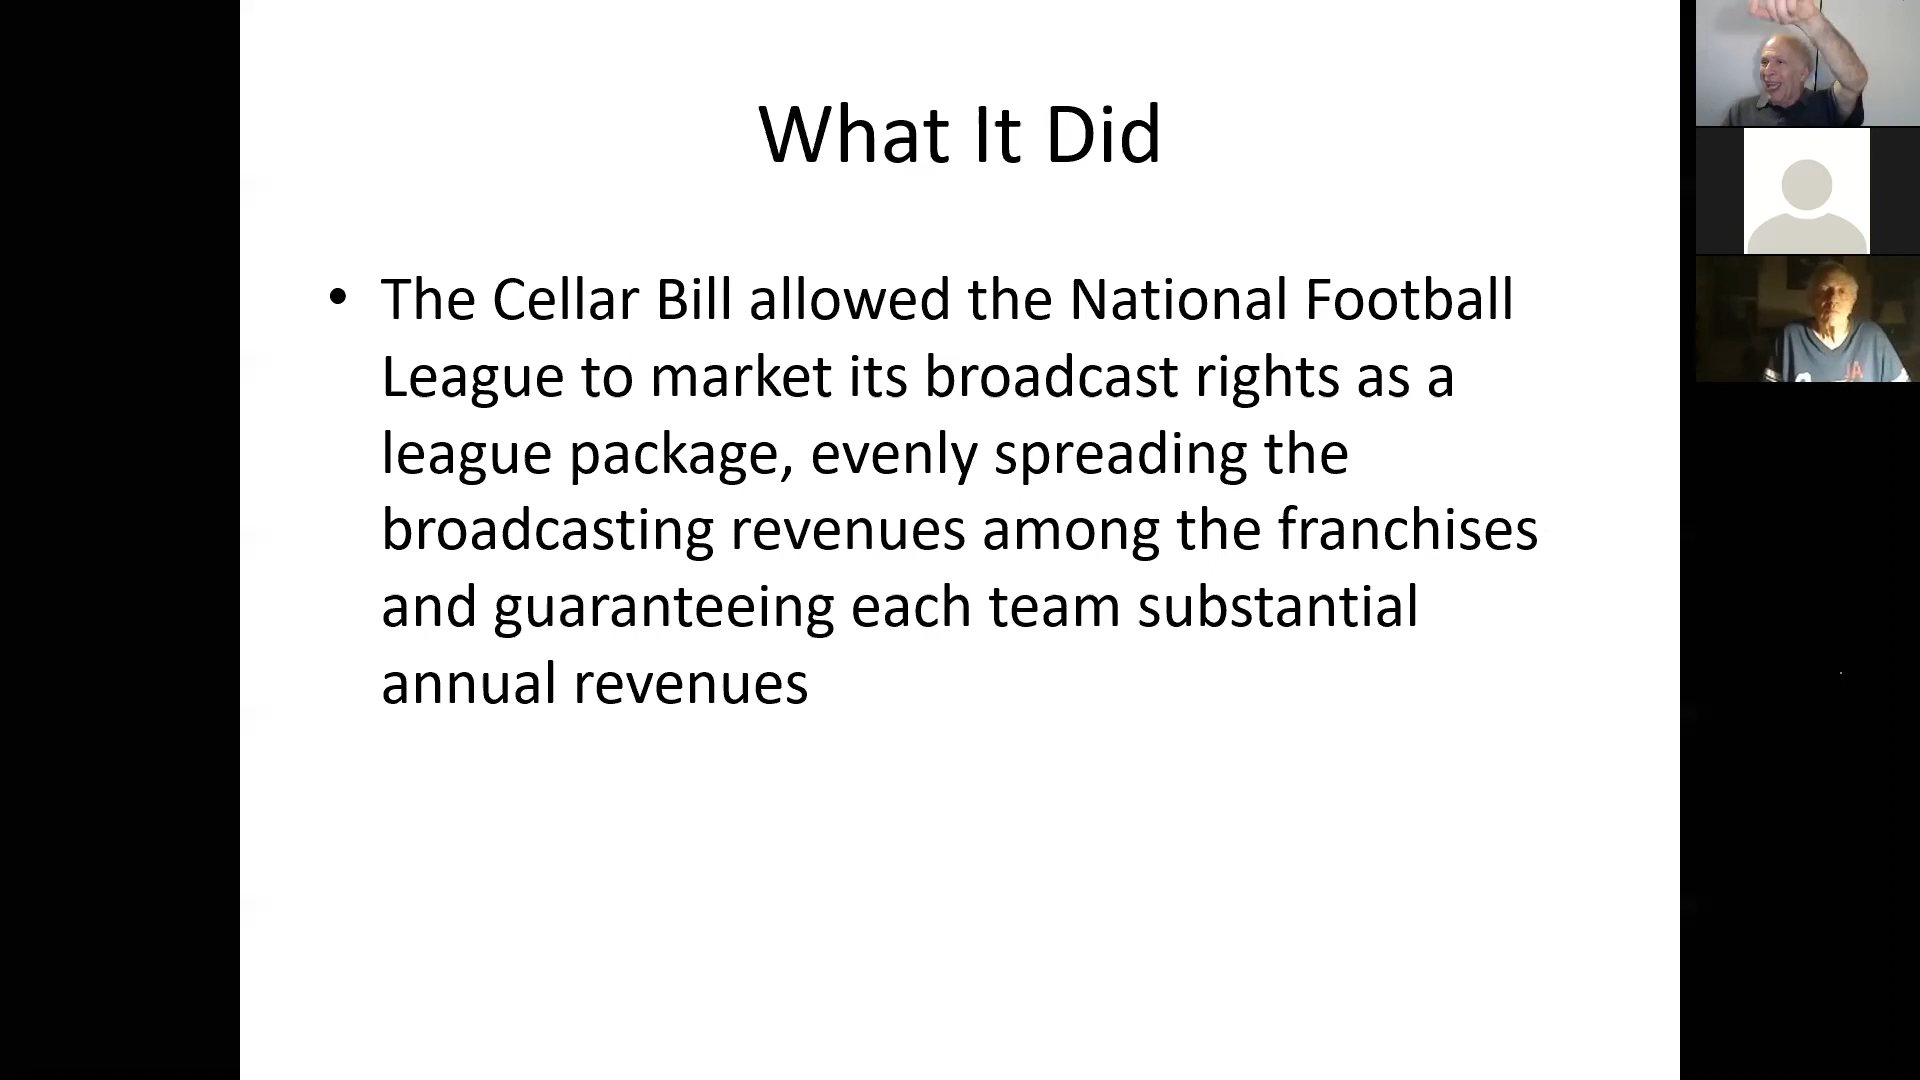 What It Did
• The Cellar Bill allowed the National Football
League to market its broadcast rights as a
league package, evenly spreading the
broadcasting revenues among the franchises
and guaranteeing each team substantial
annual revenues